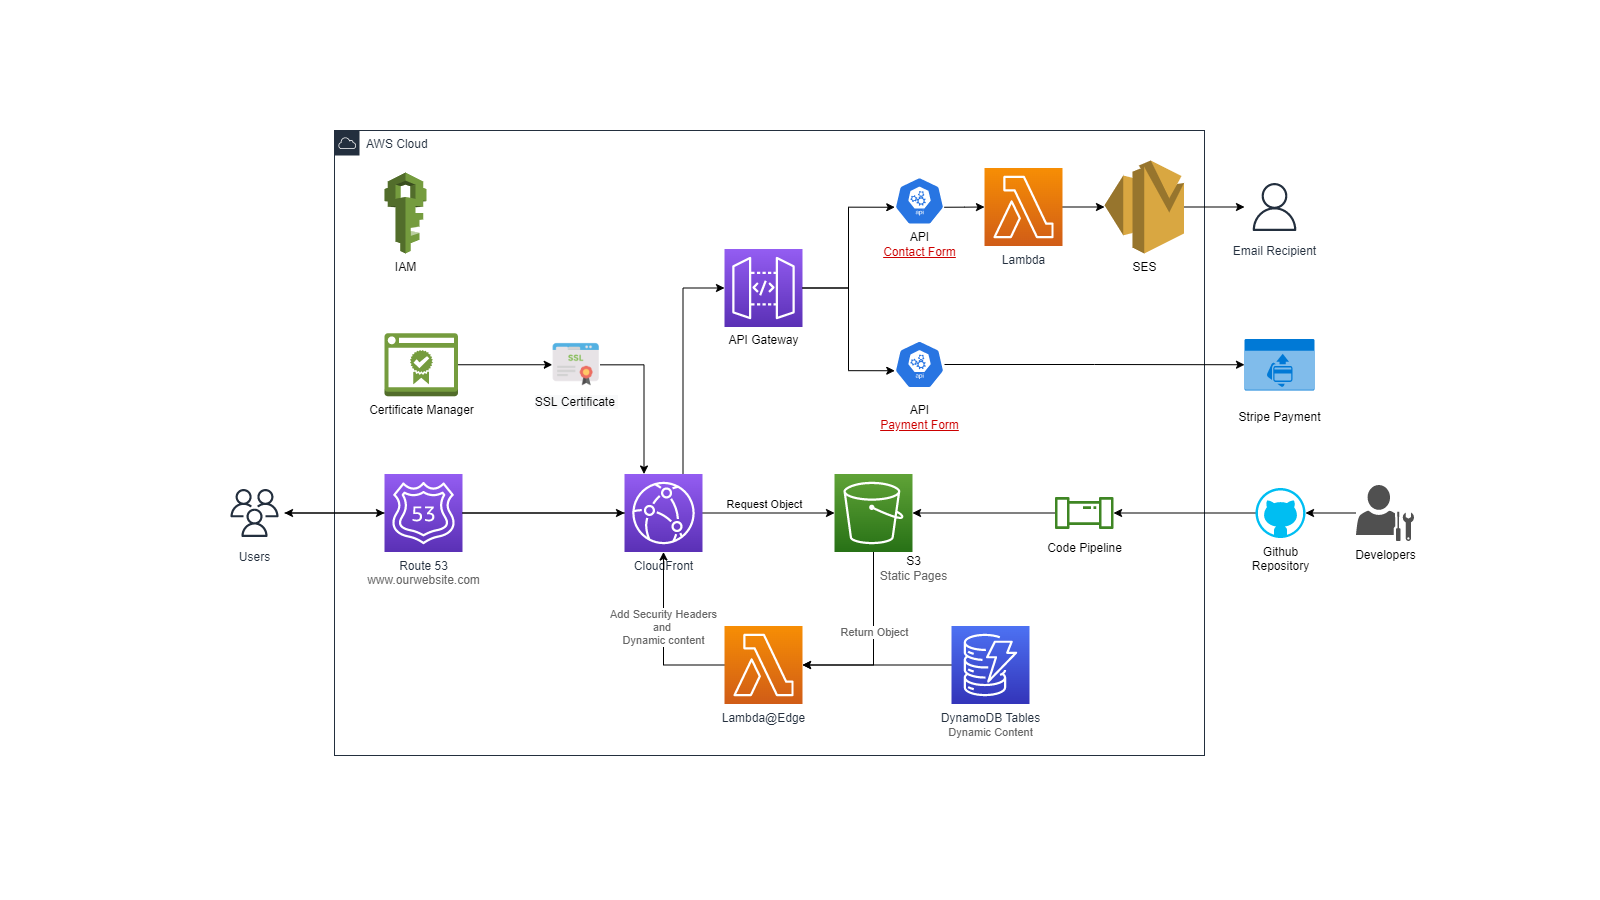 AWS Cloud
IAM
API
Contact Form
Lambda
SES
Email Recipient
API Gateway
Certificate Manager
SSL
SSL Certificate
api
api
API
Payment Form
Stripe Payment
Users
53
Route 53
www.ourwebsite.com
CloudFront
Request Object
S3
Static Pages
Code Pipeline
Github
Repository
Developers
Add Security Headers
and
Dynamic content
Return Object
Lambda@Edge
DynamoDB Tables
Dynamic Content